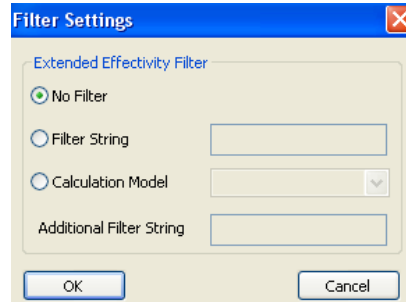 Filter Settings
Extended Effectivity Filter
No Filter
Filter String
Calculation Model
Additional Filter String
OK Cancel